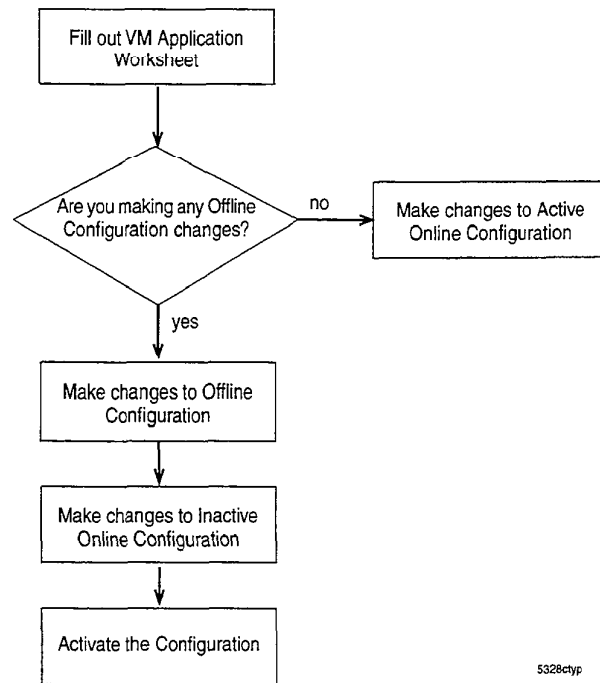 Fill out VM Application
Worksheet
Are you making any Offline
Configuration changes?
no
Make changes to Active
Online Configuration
yes
Make changes to Offline
Configuration
Make changes to Inactive
Online Configuration
Activate the Configuration
5328ctyp